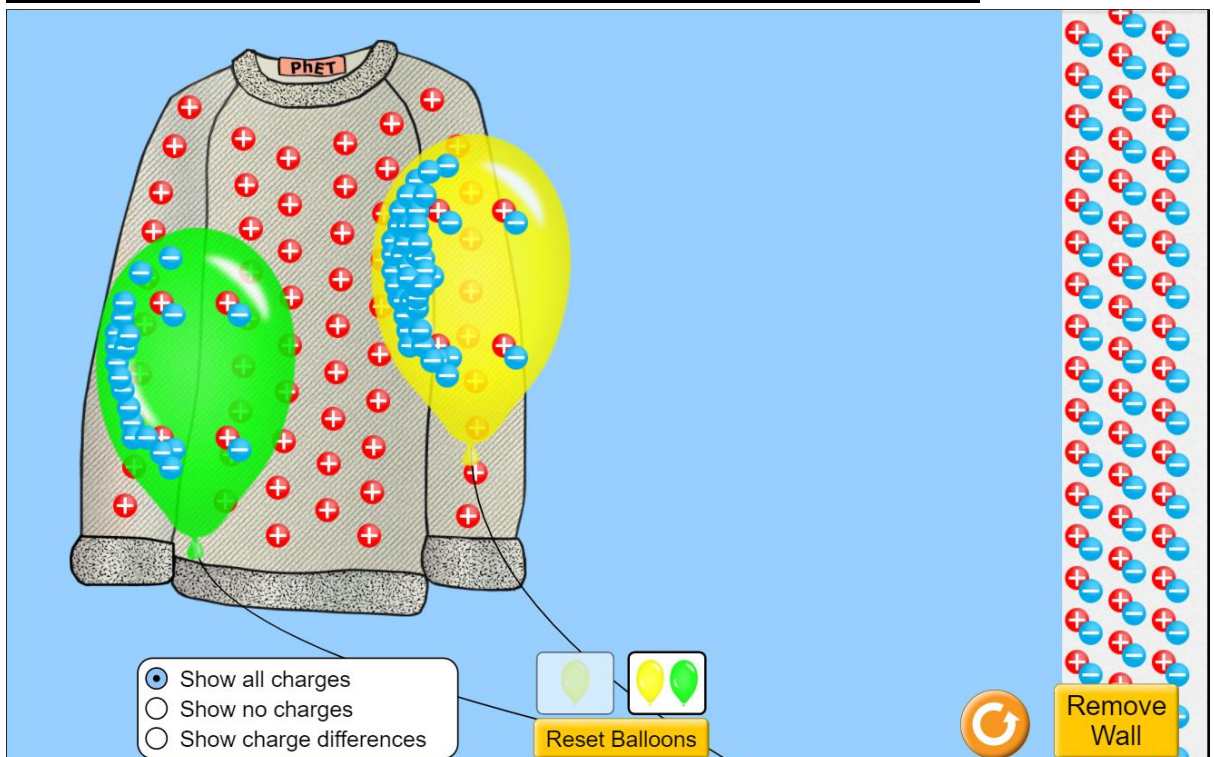 PhET
Show all charges
Show no charges
Show charge differences
Reset Balloons
Remove
Wall